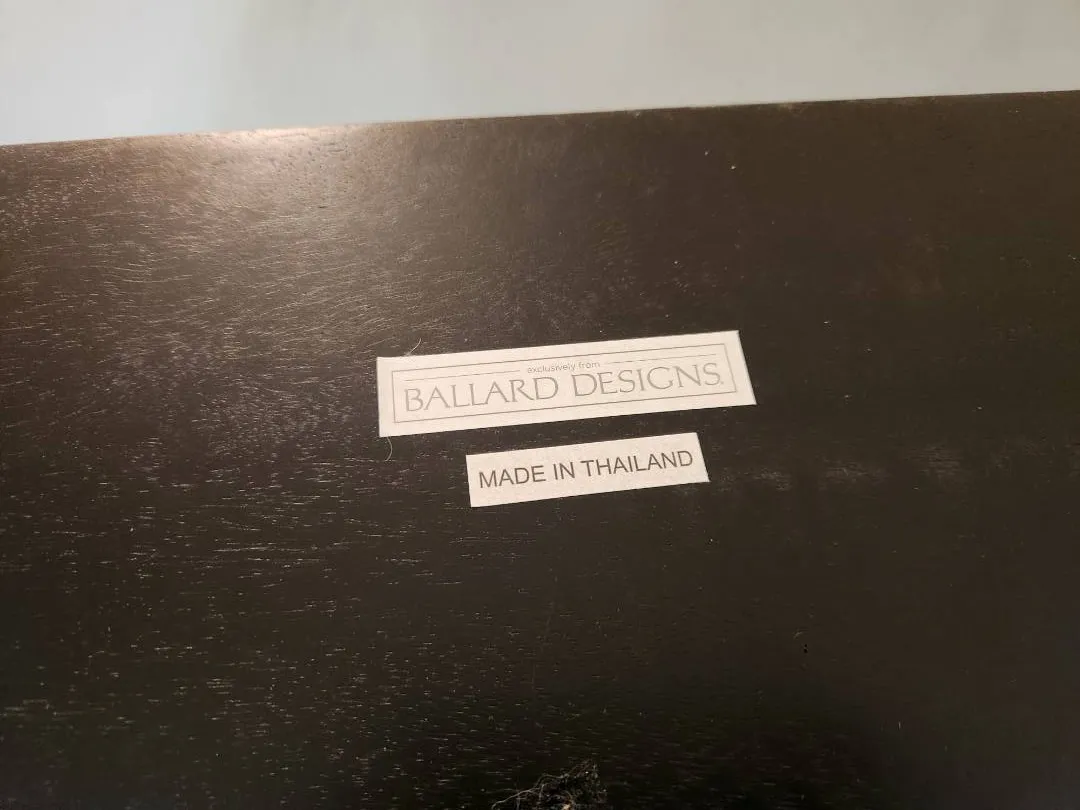 exclusively from
BALLARD DESIGNS.
MADE IN THAILAND